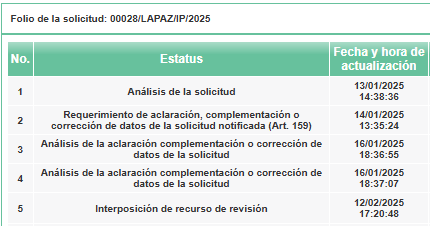 Folio de la solicitud: 00028/LAPAZ/IP/2025
No. Estatus Fecha y hora de
actualización
1 Análisis de la solicitud 13/01/2025
14:38:36
2 Requerimiento de aclaración, complementación o
corrección de datos de la solicitud notificada (Art. 159) 14/01/2025
13:35:24
3 Análisis de la aclaración complementación o corrección de
datos de la solicitud 16/01/2025
18:36:55
4 Análisis de la aclaración complementación o corrección de
datos de la solicitud 16/01/2025
18:37:07
5 Interposición de recurso de revisión 12/02/2025
17:20:48